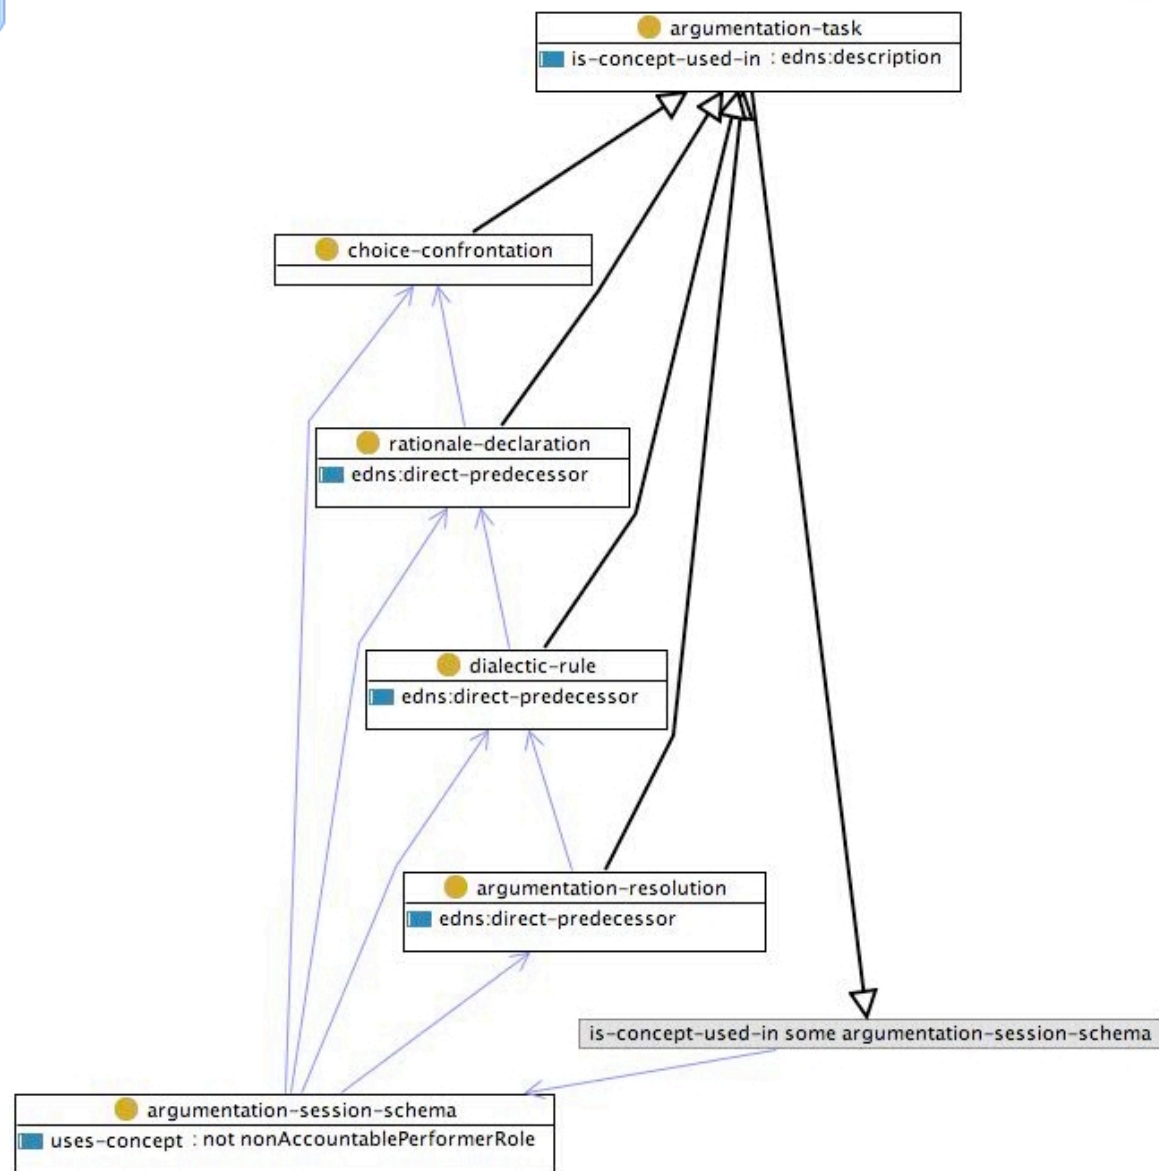 argumentation-task
is-concept-used-in : edns:description
choice-confrontation
rationale-declaration
edns:direct-predecessor
dialectic-rule
edns:direct-predecessor
argumentation-resolution
edns:direct-predecessor
is-concept-used-in some argumentation-session-schema
argumentation-session-schema
uses-concept : not nonAccountablePerformerRole